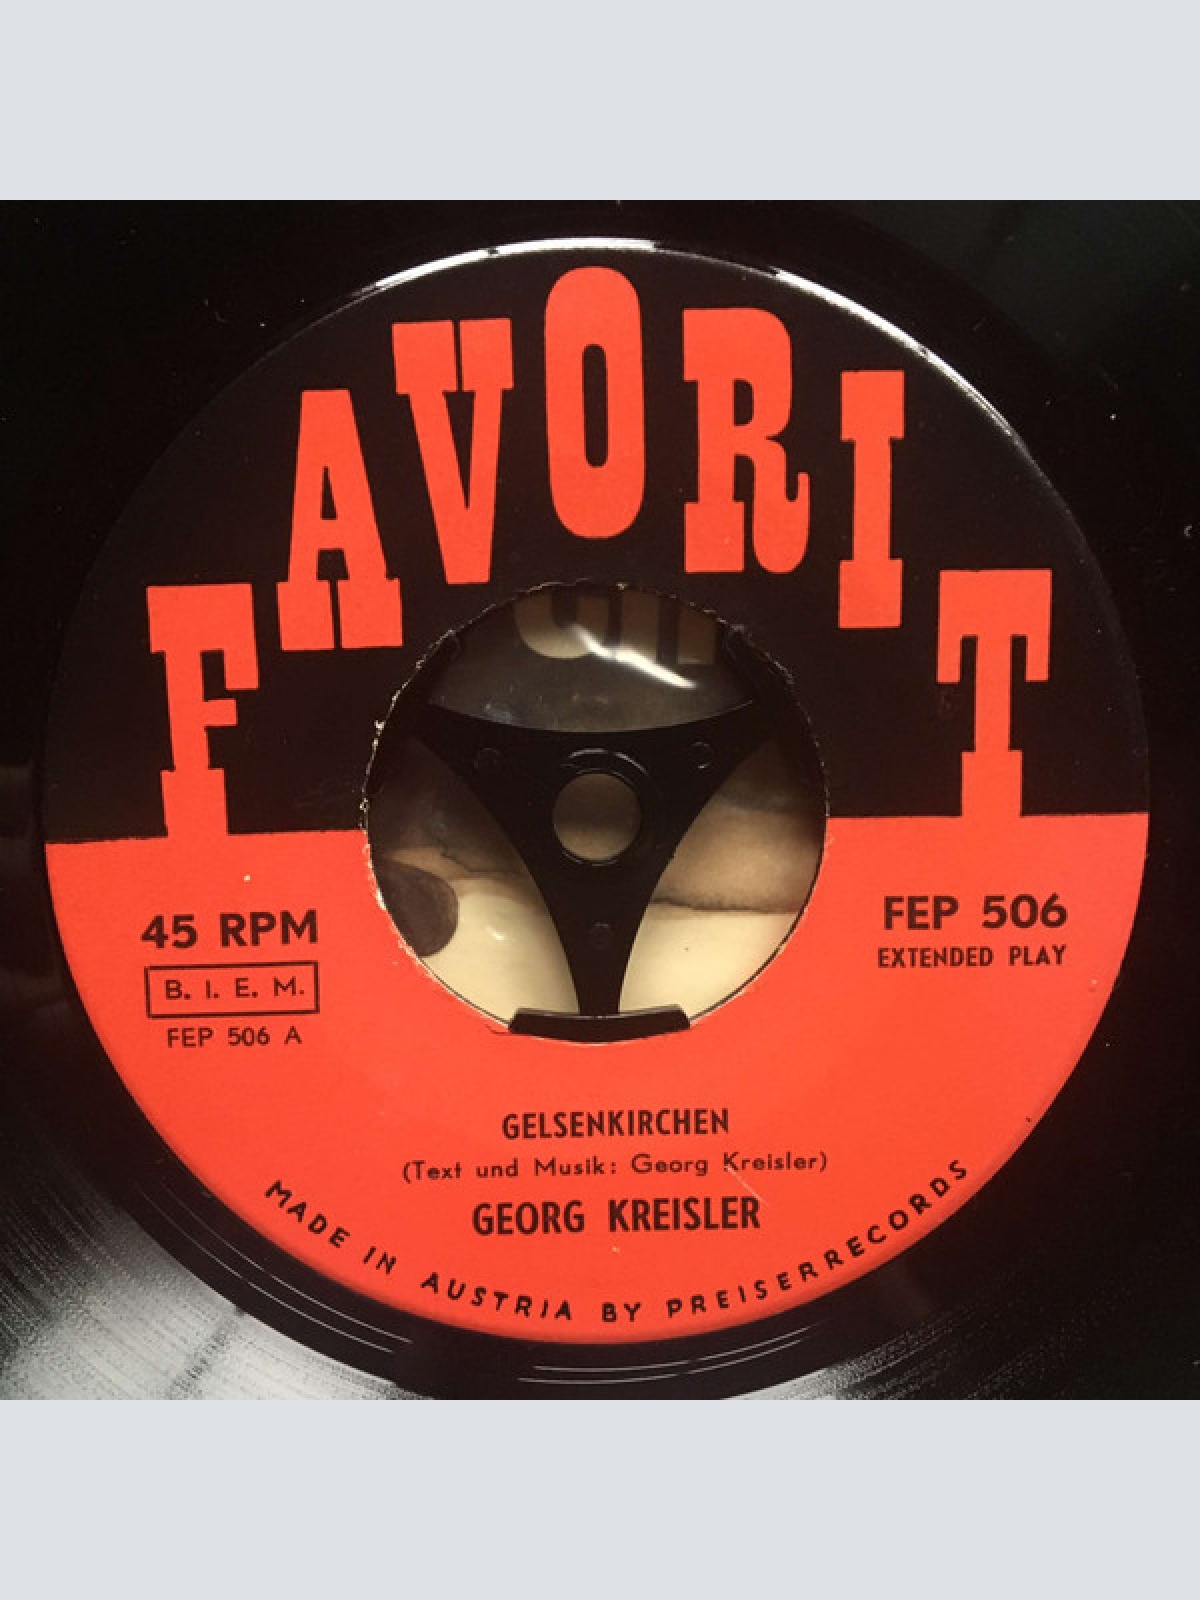 FAVORIT
45 RPM
B. I. E. M.
FEP 506 A
FEP 506
EXTENDED PLAY
GELSENKIRCHEN
(Text und Musik: Georg Kreisler)
GEORG KREISLER
MADE IN AUSTRIA BY PREISERRECORDS